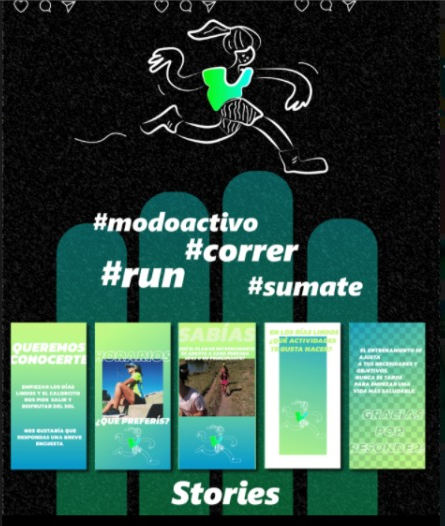 #modoactivo
#correr
#run
#sumate
QUEREMOS
CONOCERTE
EMPIEZAN LOS DÍAS
LINDOS Y EL CALORCITO
NOS PIDE SALIR Y
DISFRUTAR DEL SOL
NOS GUSTARÍA QUE
RESPONDAS UNA BREVE
ENCUESTA
HORARIOS
¿QUÉ PREFERÍS?
SABÍAS
EN LOS DÍAS LINDOS
¿QUÉ ACTIVIDADES
TE GUSTA HACER?
EL ENTRENAMIENTO SE
AJUSTA
A TUS NECESIDADES Y
OBJETIVOS.
NUNCA ES TARDE
PARA EMPEZAR UNA
VIDA MÁS SALUDABLE.
GRACIAS
POR
RESPONDER
Stories